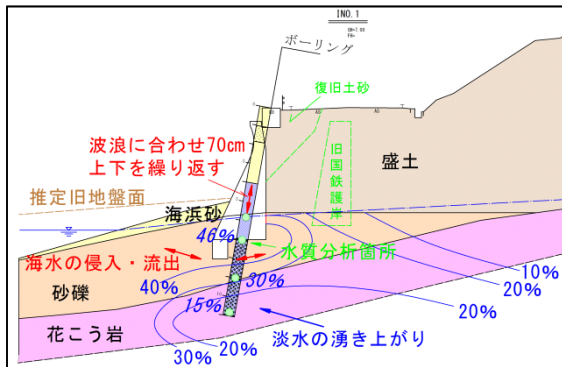 INO.1
ボーリング
復旧土砂
波浪に合わせ70cm
上下を繰り返す
旧国鉄護岸
盛土
推定旧地盤面
海浜砂
46%
水質分析箇所
海水の侵入・流出
10%
20%
40%
30%
砂礫
20%
15%
花こう岩
淡水の湧き上がり
20%
30%